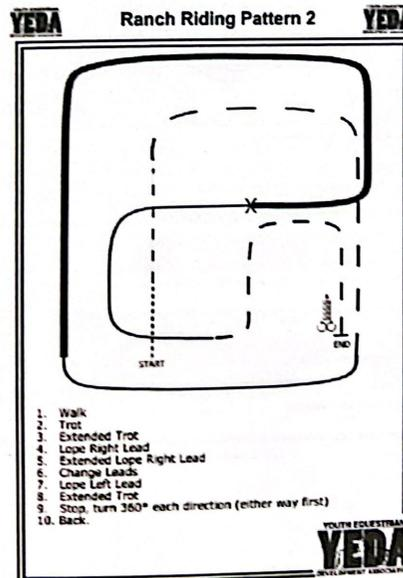 YEDA
Ranch Riding Pattern 2
YEDA
X
START
END
1. Walk
2. Trot
3. Extended Trot
4. Lope Right Lead
5. Extended Lope Right Lead
6. Change Leads
7. Lope Left Lead
8. Extended Trot
9. Stop, turn 360° each direction (either way first)
10. Back.
YOUTH EQUESTRIAN
YEDA
DEVELOPMENT ASSOCIATION